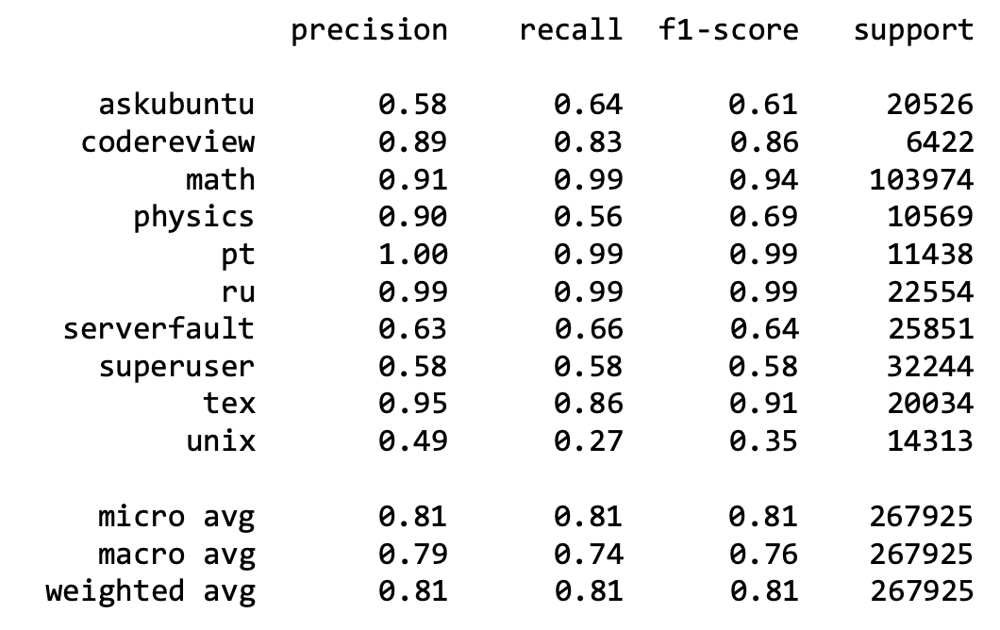 precision recall f1-score support
askubuntu 0.58 0.64 0.61 20526
codereview 0.89 0.83 0.86 6422
math 0.91 0.99 0.94 103974
physics 0.90 0.56 0.69 10569
pt 1.00 0.99 0.99 11438
ru 0.99 0.99 0.99 22554
serverfault 0.63 0.66 0.64 25851
superuser 0.58 0.58 0.58 32244
tex 0.95 0.86 0.91 20034
unix 0.49 0.27 0.35 14313
micro avg 0.81 0.81 0.81 267925
macro avg 0.79 0.74 0.76 267925
weighted avg 0.81 0.81 0.81 267925